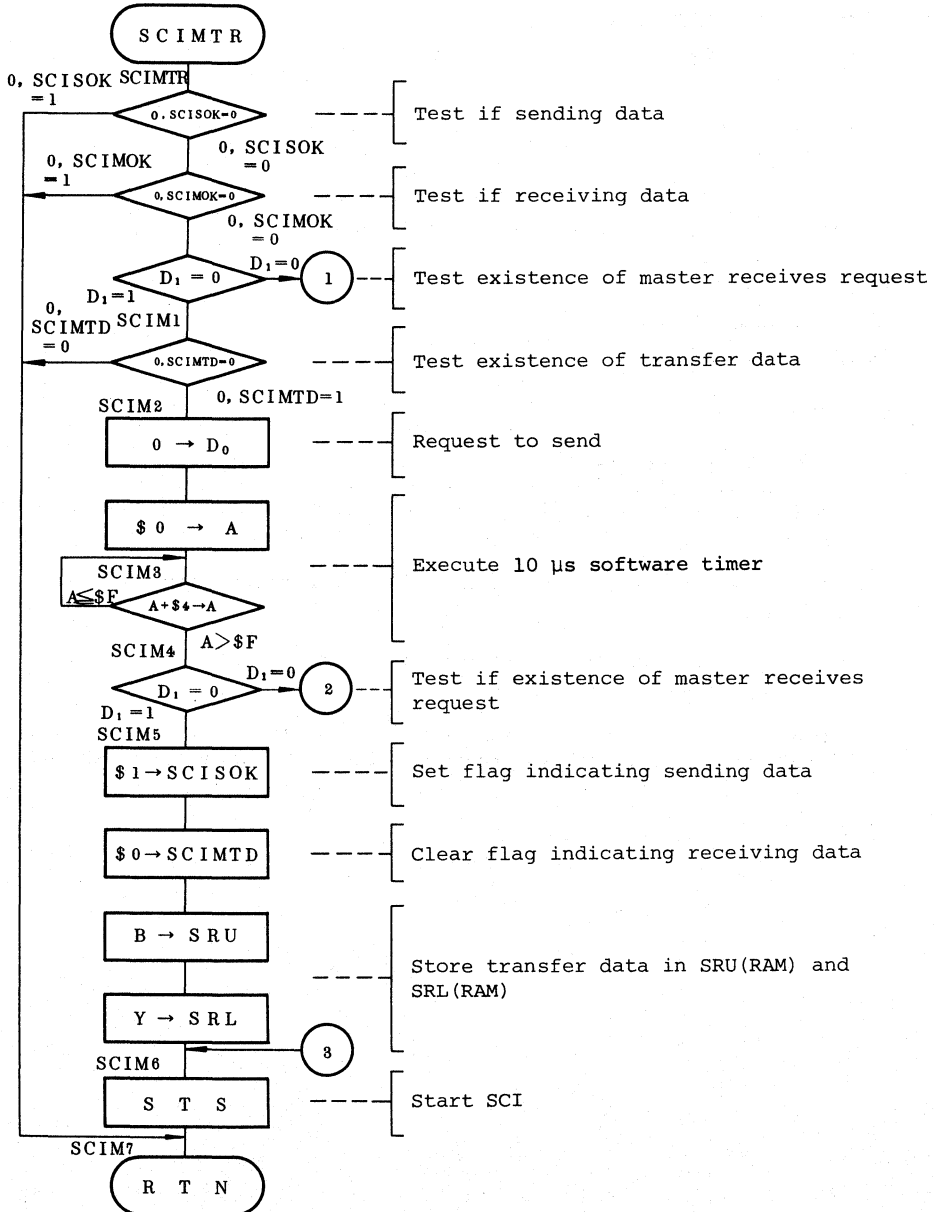 SCIMTR
0, SCISOK
=1
SCIMTR
0, SCISOK=0
Test if sending data
0, SCISOK
=0
0, SCIMOK
=1
0, SCIMOK=0
Test if receiving data
0, SCIMOK
=0
D₁ = 0
D₁=0
1
Test existence of master receives request
D₁=1
0,
SCIMTD
=0
SCIM1
0, SCIMTD=0
Test existence of transfer data
0, SCIMTD=1
SCIM2
0 → D₀
Request to send
$0 → A
SCIM3
Execute 10 μs software timer
A≦$F
A+$4→A
A>$F
SCIM4
D₁=0
D₁ = 0
2
Test if existence of master receives
request
D₁=1
SCIM5
$1→SCISOK
Set flag indicating sending data
$0→SCIMTD
Clear flag indicating receiving data
B → SRU
Store transfer data in SRU(RAM) and
SRL(RAM)
Y → SRL
3
SCIM6
S T S
Start SCI
SCIM7
R T N